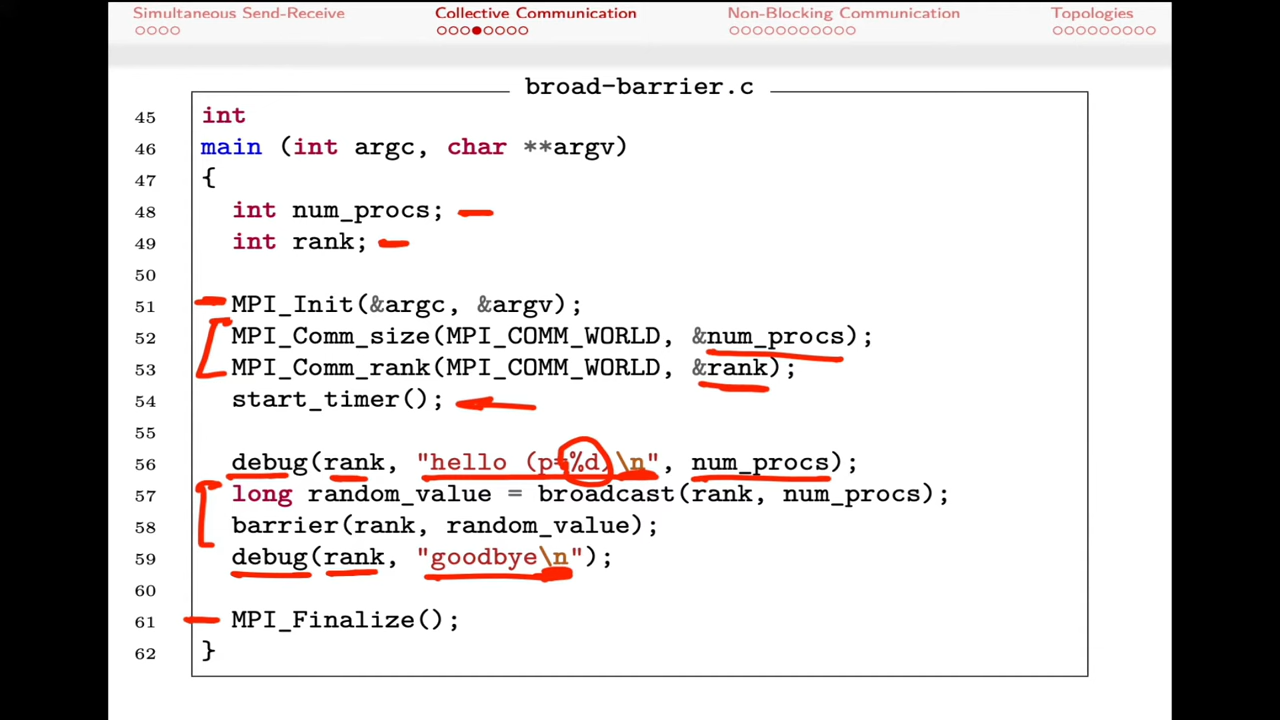 Simultaneous Send-Receive Collective Communication Non-Blocking Communication Topologies
broad-barrier.c
45 int
46 main (int argc, char **argv)
47 {
48 int num_procs;
49 int rank;
50
51 MPI_Init(&argc, &argv);
52 MPI_Comm_size(MPI_COMM_WORLD, &num_procs);
53 MPI_Comm_rank(MPI_COMM_WORLD, &rank);
54 start_timer();
55
56 debug(rank, "hello (p=%d)\n", num_procs);
57 long random_value = broadcast(rank, num_procs);
58 barrier(rank, random_value);
59 debug(rank, "goodbye\n");
60
61 MPI_Finalize();
62 }